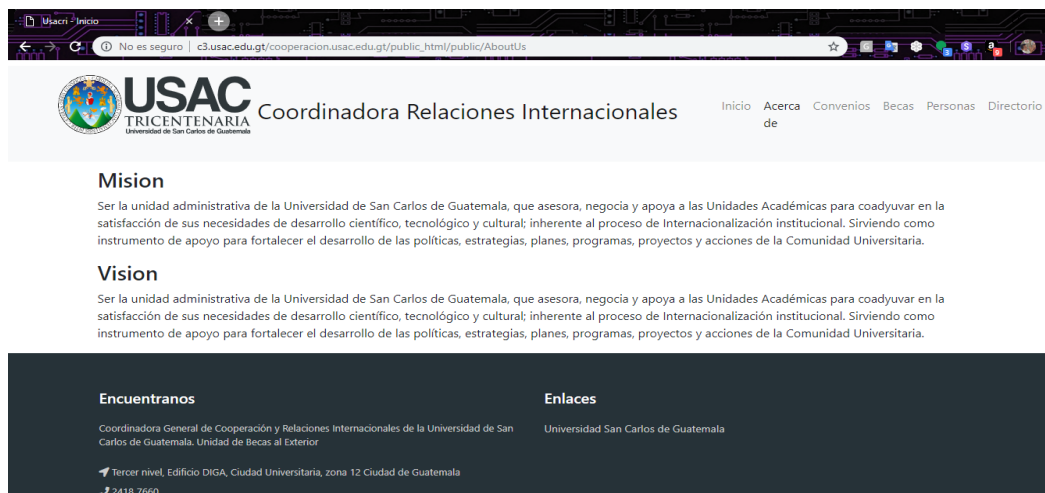 Usacri - Inicio
No es seguro | c3.usac.edu.gt/cooperacion.usac.edu.gt/public_html/public/AboutUs
USAC
TRICENTENARIA
Universidad de San Carlos de Guatemala
Coordinadora Relaciones Internacionales
Inicio Acerca de Convenios Becas Personas Directorio
Mision
Ser la unidad administrativa de la Universidad de San Carlos de Guatemala, que asesora, negocia y apoya a las Unidades Académicas para coadyuvar en la
satisfacción de sus necesidades de desarrollo científico, tecnológico y cultural; inherente al proceso de Internacionalización institucional. Sirviendo como
instrumento de apoyo para fortalecer el desarrollo de las políticas, estrategias, planes, programas, proyectos y acciones de la Comunidad Universitaria.
Vision
Ser la unidad administrativa de la Universidad de San Carlos de Guatemala, que asesora, negocia y apoya a las Unidades Académicas para coadyuvar en la
satisfacción de sus necesidades de desarrollo científico, tecnológico y cultural; inherente al proceso de Internacionalización institucional. Sirviendo como
instrumento de apoyo para fortalecer el desarrollo de las políticas, estrategias, planes, programas, proyectos y acciones de la Comunidad Universitaria.
Encuentranos
Coordinadora General de Cooperación y Relaciones Internacionales de la Universidad de San
Carlos de Guatemala. Unidad de Becas al Exterior
Tercer nivel, Edificio DIGA, Ciudad Universitaria, zona 12 Ciudad de Guatemala
2418 7660
Enlaces
Universidad San Carlos de Guatemala